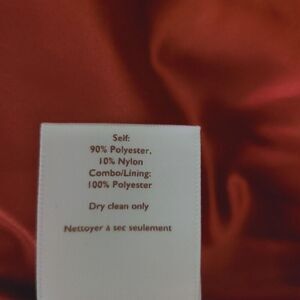 Self:
90% Polyester,
10% Nylon
Combo/Lining:
100% Polyester
Dry clean only
Nettoyer à sec seulement